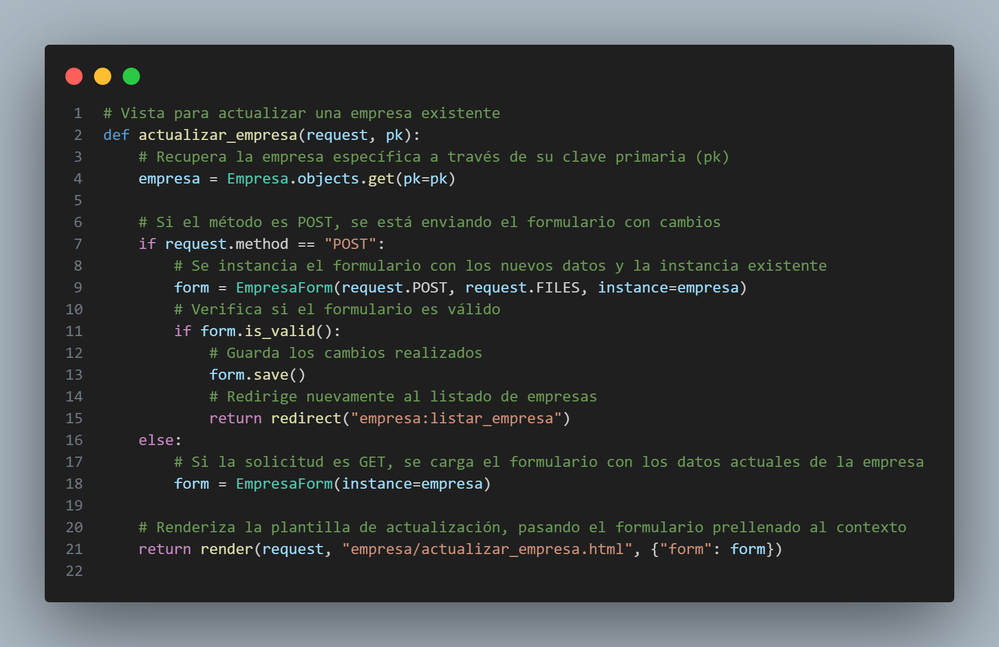 1 # Vista para actualizar una empresa existente
2 def actualizar_empresa(request, pk):
3     # Recupera la empresa específica a través de su clave primaria (pk)
4     empresa = Empresa.objects.get(pk=pk)
5
6     # Si el método es POST, se está enviando el formulario con cambios
7     if request.method == "POST":
8         # Se instancia el formulario con los nuevos datos y la instancia existente
9         form = EmpresaForm(request.POST, request.FILES, instance=empresa)
10         # Verifica si el formulario es válido
11         if form.is_valid():
12             # Guarda los cambios realizados
13             form.save()
14             # Redirige nuevamente al listado de empresas
15             return redirect("empresa:listar_empresa")
16     else:
17         # Si la solicitud es GET, se carga el formulario con los datos actuales de la empresa
18         form = EmpresaForm(instance=empresa)
19
20     # Renderiza la plantilla de actualización, pasando el formulario prellenado al contexto
21     return render(request, "empresa/actualizar_empresa.html", {"form": form})
22